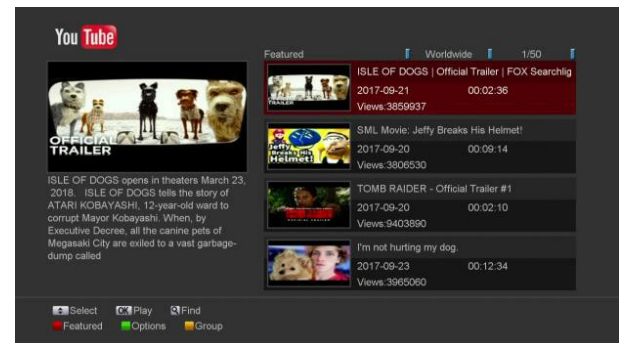 You Tube
Featured Worldwide 1/50
OFFICIAL
TRAILER
ISLE OF DOGS opens in theaters March 23,
2018. ISLE OF DOGS tells the story of
ATARI KOBAYASHI, 12-year-old ward to
corrupt Mayor Kobayashi. When, by
Executive Decree, all the canine pets of
Megasaki City are exiled to a vast garbage-
dump called
TRAILER
ISLE OF DOGS | Official Trailer | FOX Searchlig
2017-09-21 00:02:36
Views:3859937
Jeffy
Breaks His
Helmet!
SML Movie: Jeffy Breaks His Helmet!
2017-09-20 00:09:14
Views:3806530
TOMB RAIDER - Official Trailer #1
2017-09-20 00:02:10
Views:9403890
I'm not hurting my dog.
2017-09-23 00:12:34
Views:3965060
Select OK Play Find
Featured Options Group